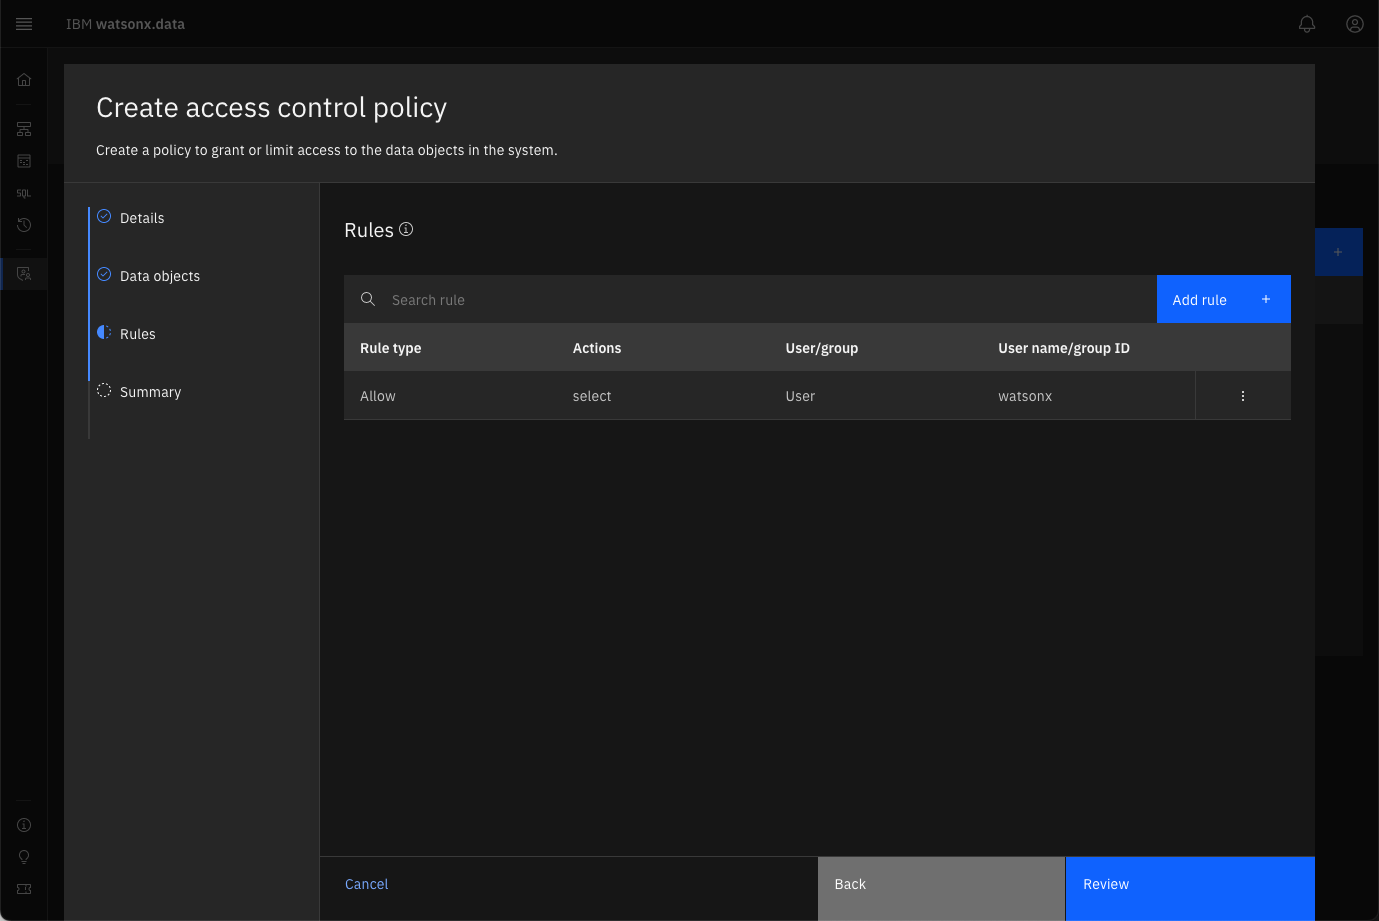 IBM watsonx.data
Create access control policy
Create a policy to grant or limit access to the data objects in the system.
Details
Data objects
Rules
Summary
Rules
Search rule
Add rule +
Rule type Actions User/group User name/group ID
Allow select User watsonx
SQL
Cancel Back Review